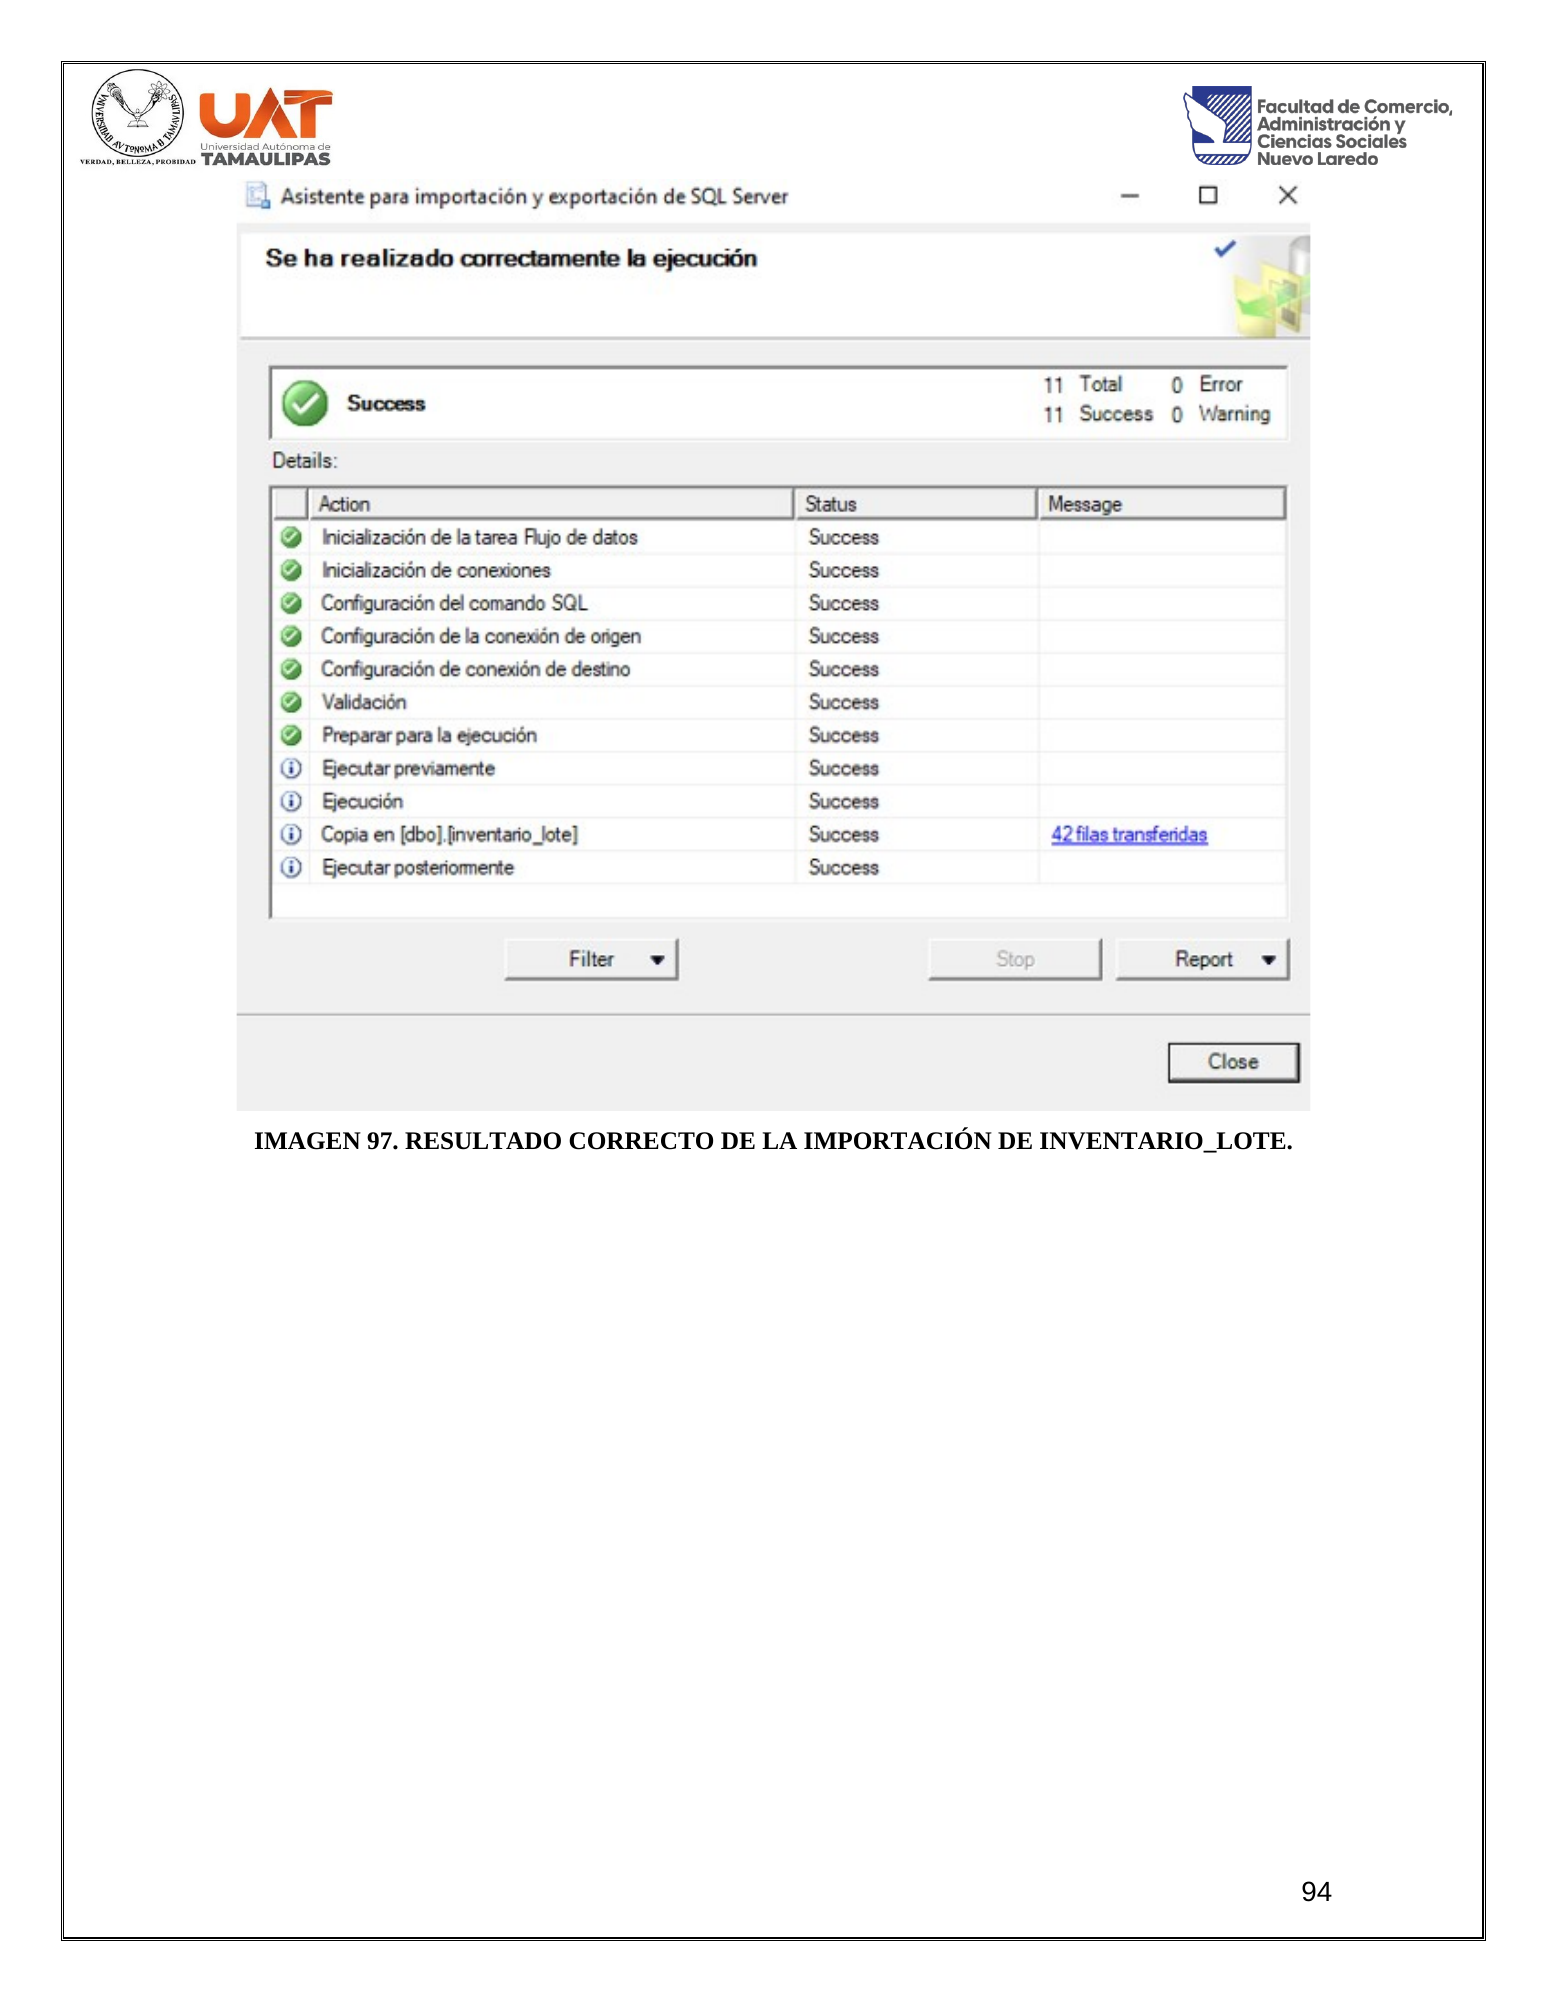 VNIVERSIDAD AVTONOMA D TAMAVLIPAS
VERDAD, BELLEZA, PROBIDAD
UAT
Universidad Autónoma de
TAMAULIPAS
Facultad de Comercio,
Administración y
Ciencias Sociales
Nuevo Laredo
Asistente para importación y exportación de SQL Server
Se ha realizado correctamente la ejecución
Success
11 Total 0 Error
11 Success 0 Warning
Details:
Action Status Message
Inicialización de la tarea Flujo de datos Success
Inicialización de conexiones Success
Configuración del comando SQL Success
Configuración de la conexión de origen Success
Configuración de conexión de destino Success
Validación Success
Preparar para la ejecución Success
Ejecutar previamente Success
Ejecución Success
Copia en [dbo].[inventario_lote] Success 42 filas transferidas
Ejecutar posteriormente Success
Filter Stop Report
Close
IMAGEN 97. RESULTADO CORRECTO DE LA IMPORTACIÓN DE INVENTARIO_LOTE.
94